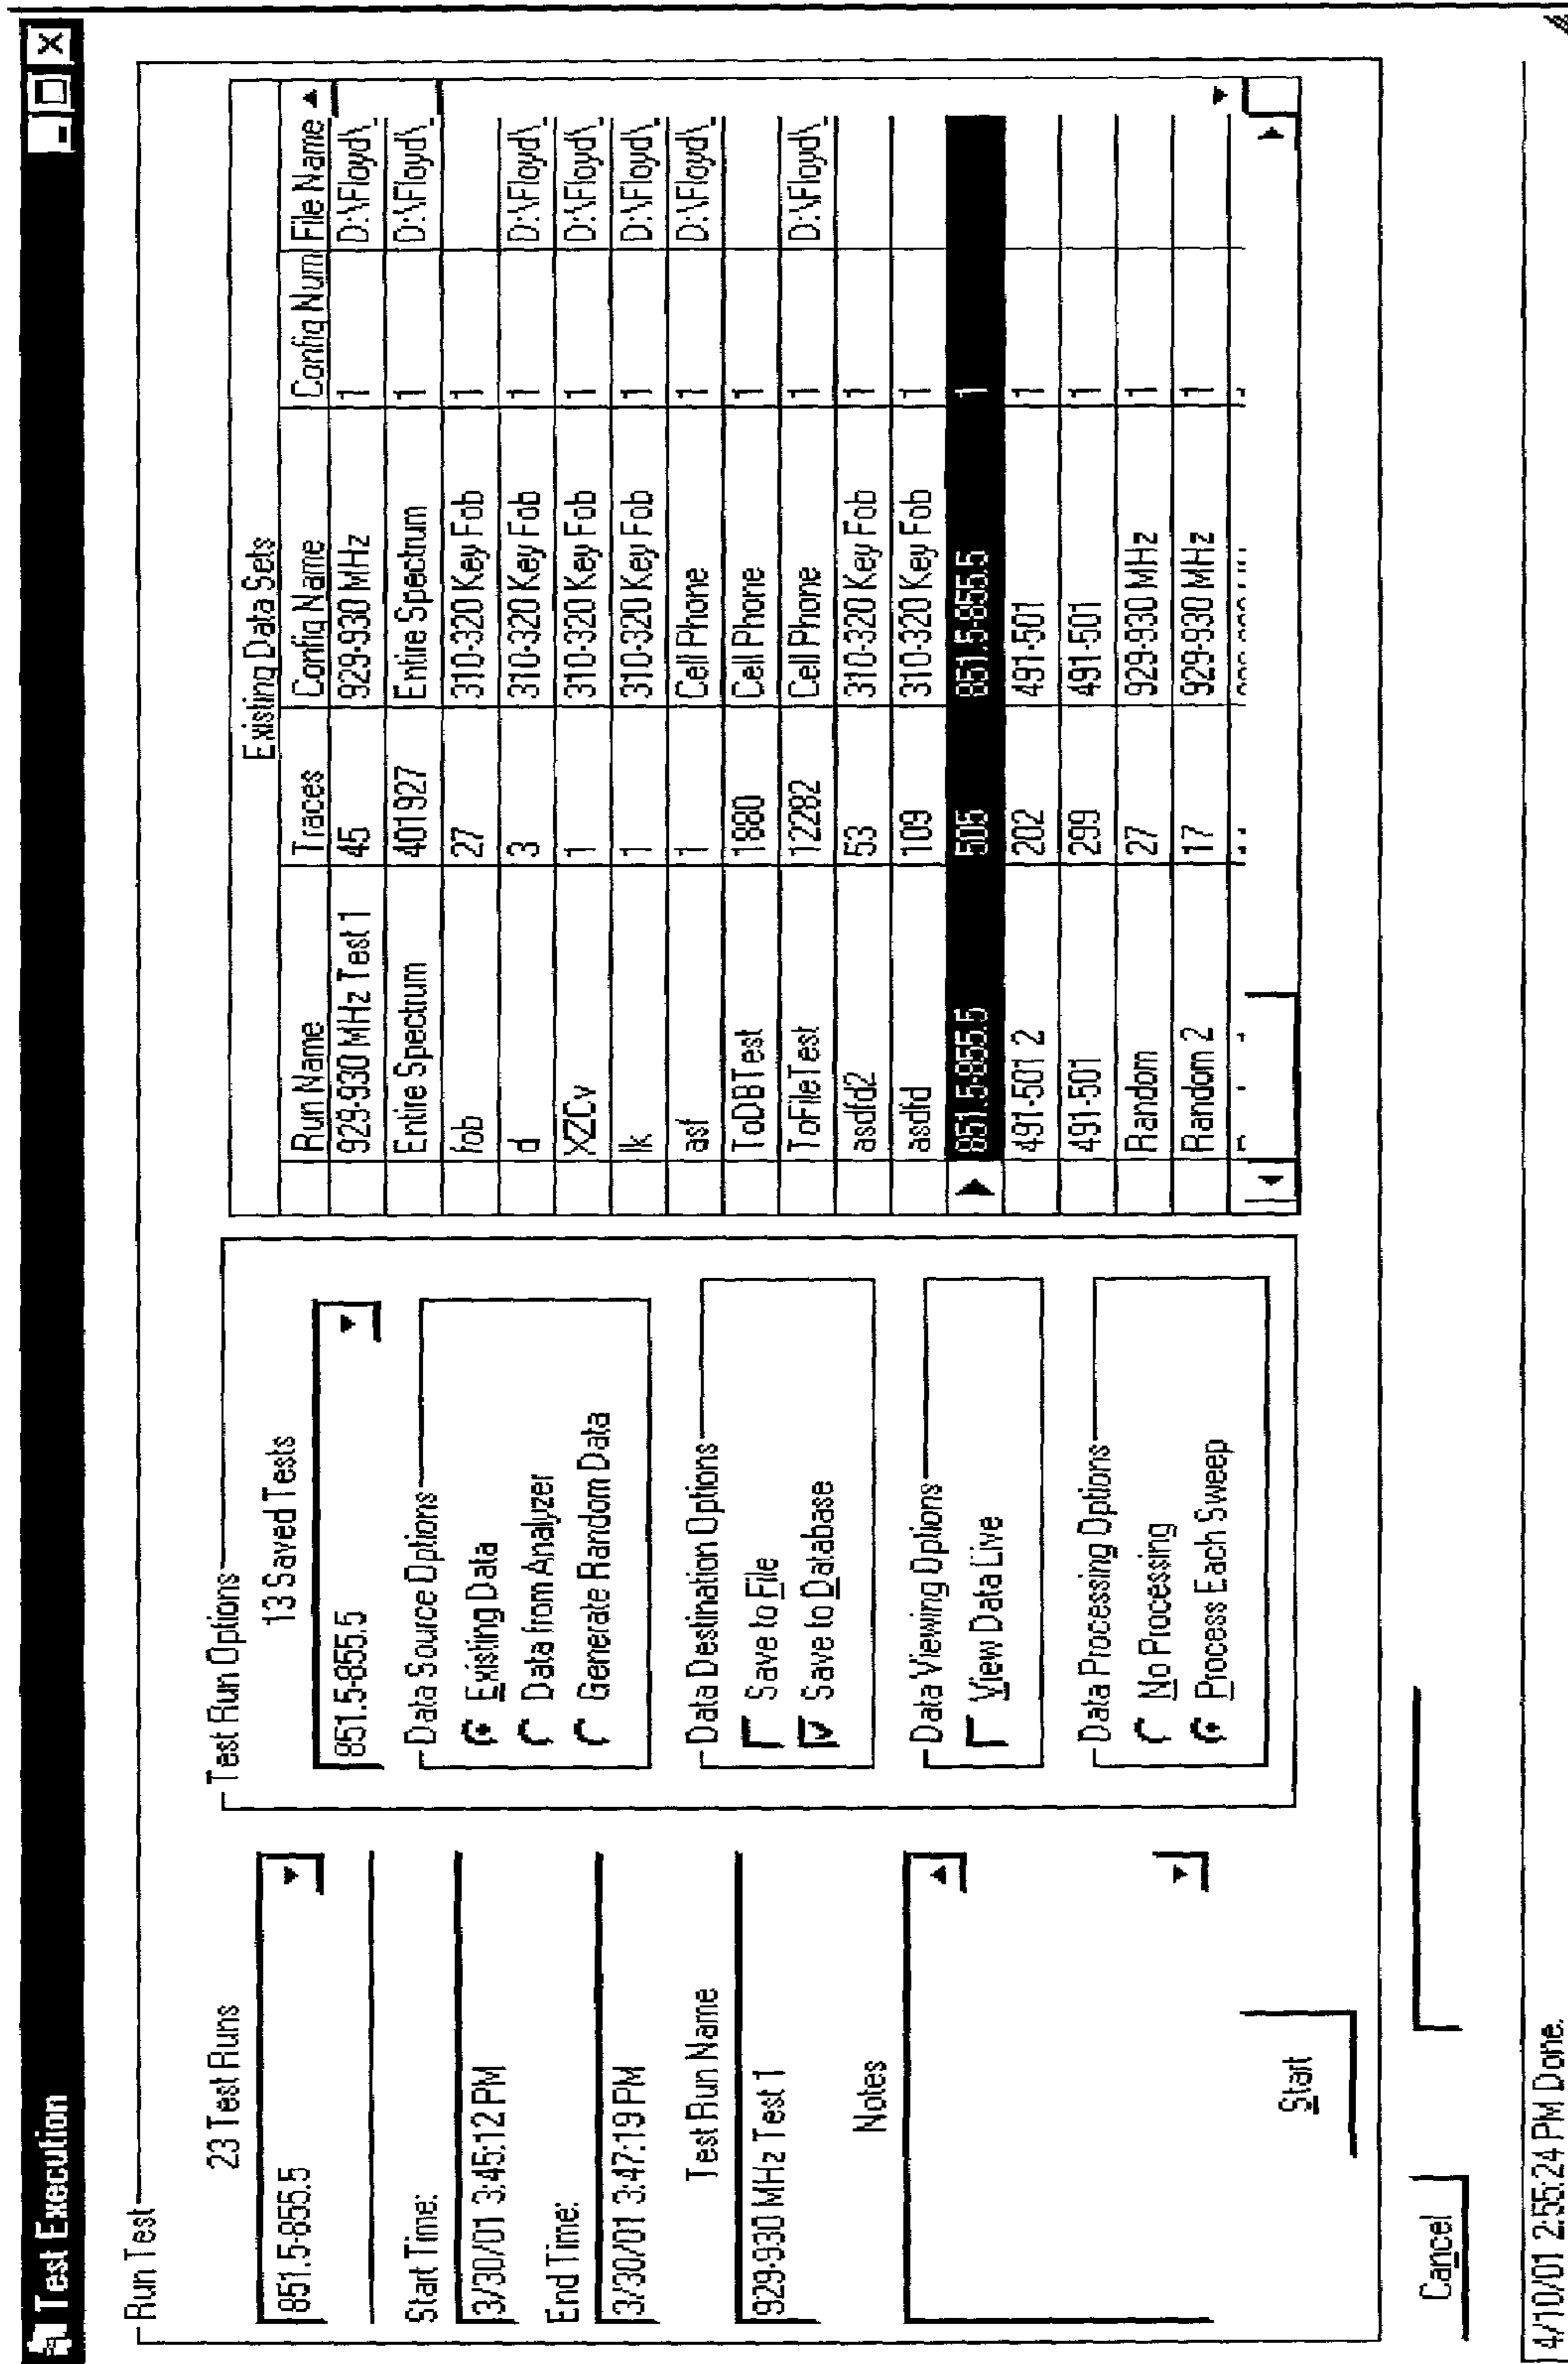 Test Execution
Run Test
23 Test Runs
851.5-855.5
Start Time:
3/30/01 3:45:12 PM
End Time:
3/30/01 3:47:19 PM
Test Run Name
929-930 MHz Test 1
Notes
Start
Test Run Options
13 Saved Tests
851.5-855.5
Data Source Options
Existing Data
Data from Analyzer
Generate Random Data
Data Destination Options
Save to File
Save to Database
Data Viewing Options
View Data Live
Data Processing Options
No Processing
Process Each Sweep
Existing Data Sets
Run Name Traces Config Name Config Num File Name
929-930 MHz Test 1 45 929-930 MHz 1 D:\Floyd\_
Entire Spectrum 401927 Entire Spectrum 1 D:\Floyd\_
fob 27 310-320 Key Fob 1
d 3 310-320 Key Fob 1 D:\Floyd\_
XZCv 1 310-320 Key Fob 1 D:\Floyd\_
lk 1 310-320 Key Fob 1 D:\Floyd\_
asf 1 Cell Phone 1 D:\Floyd\_
ToDBTest 1880 Cell Phone 1
ToFileTest 12282 Cell Phone 1 D:\Floyd\_
asdfd2 53 310-320 Key Fob 1
asdfd 109 310-320 Key Fob 1
851.5-855.5 505 851.5-855.5 1
491-501 2 202 491-501 1
491-501 299 491-501 1
Random 27 929-930 MHz 1
Random 2 17 929-930 MHz 1
Cancel
4/10/01 2:55:24 PM Done.